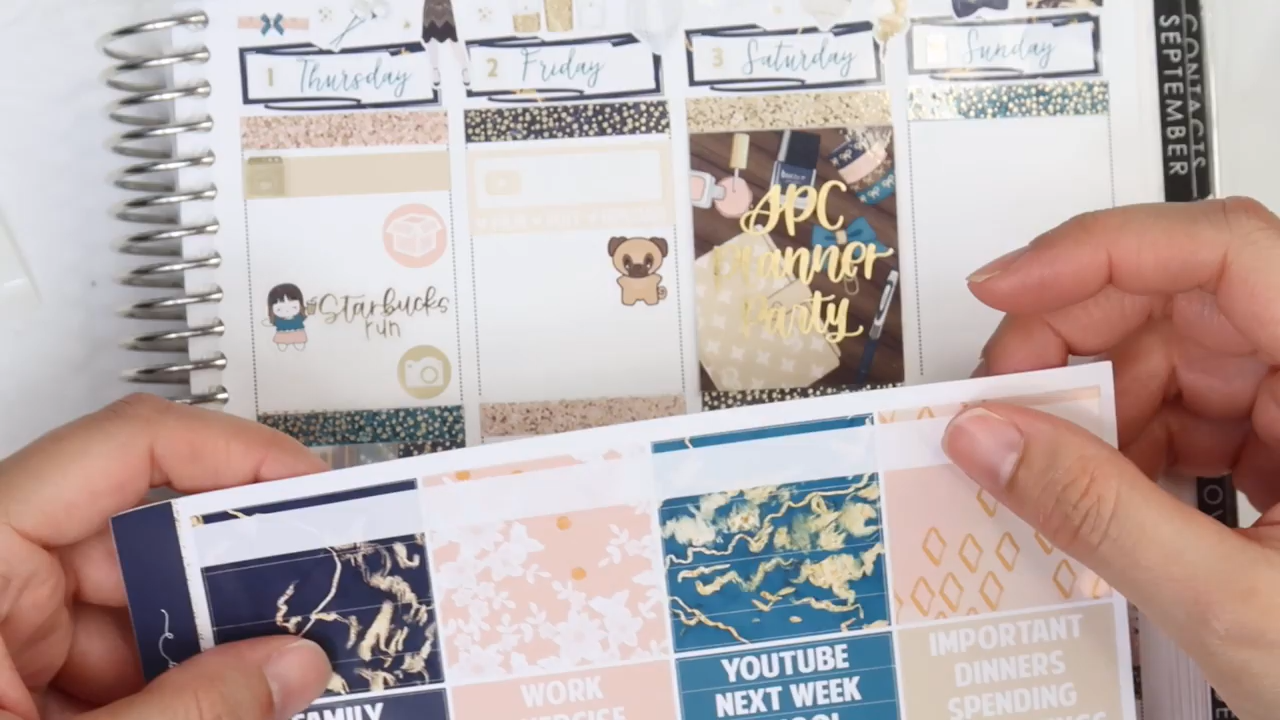 1 Thursday
2 Friday
3 Saturday
Sunday
CONTACTS
SEPTEMBER
Starbucks
run
APC
Planner
Party
FAMILY
WORK
YOUTUBE
NEXT WEEK
IMPORTANT
DINNERS
SPENDING